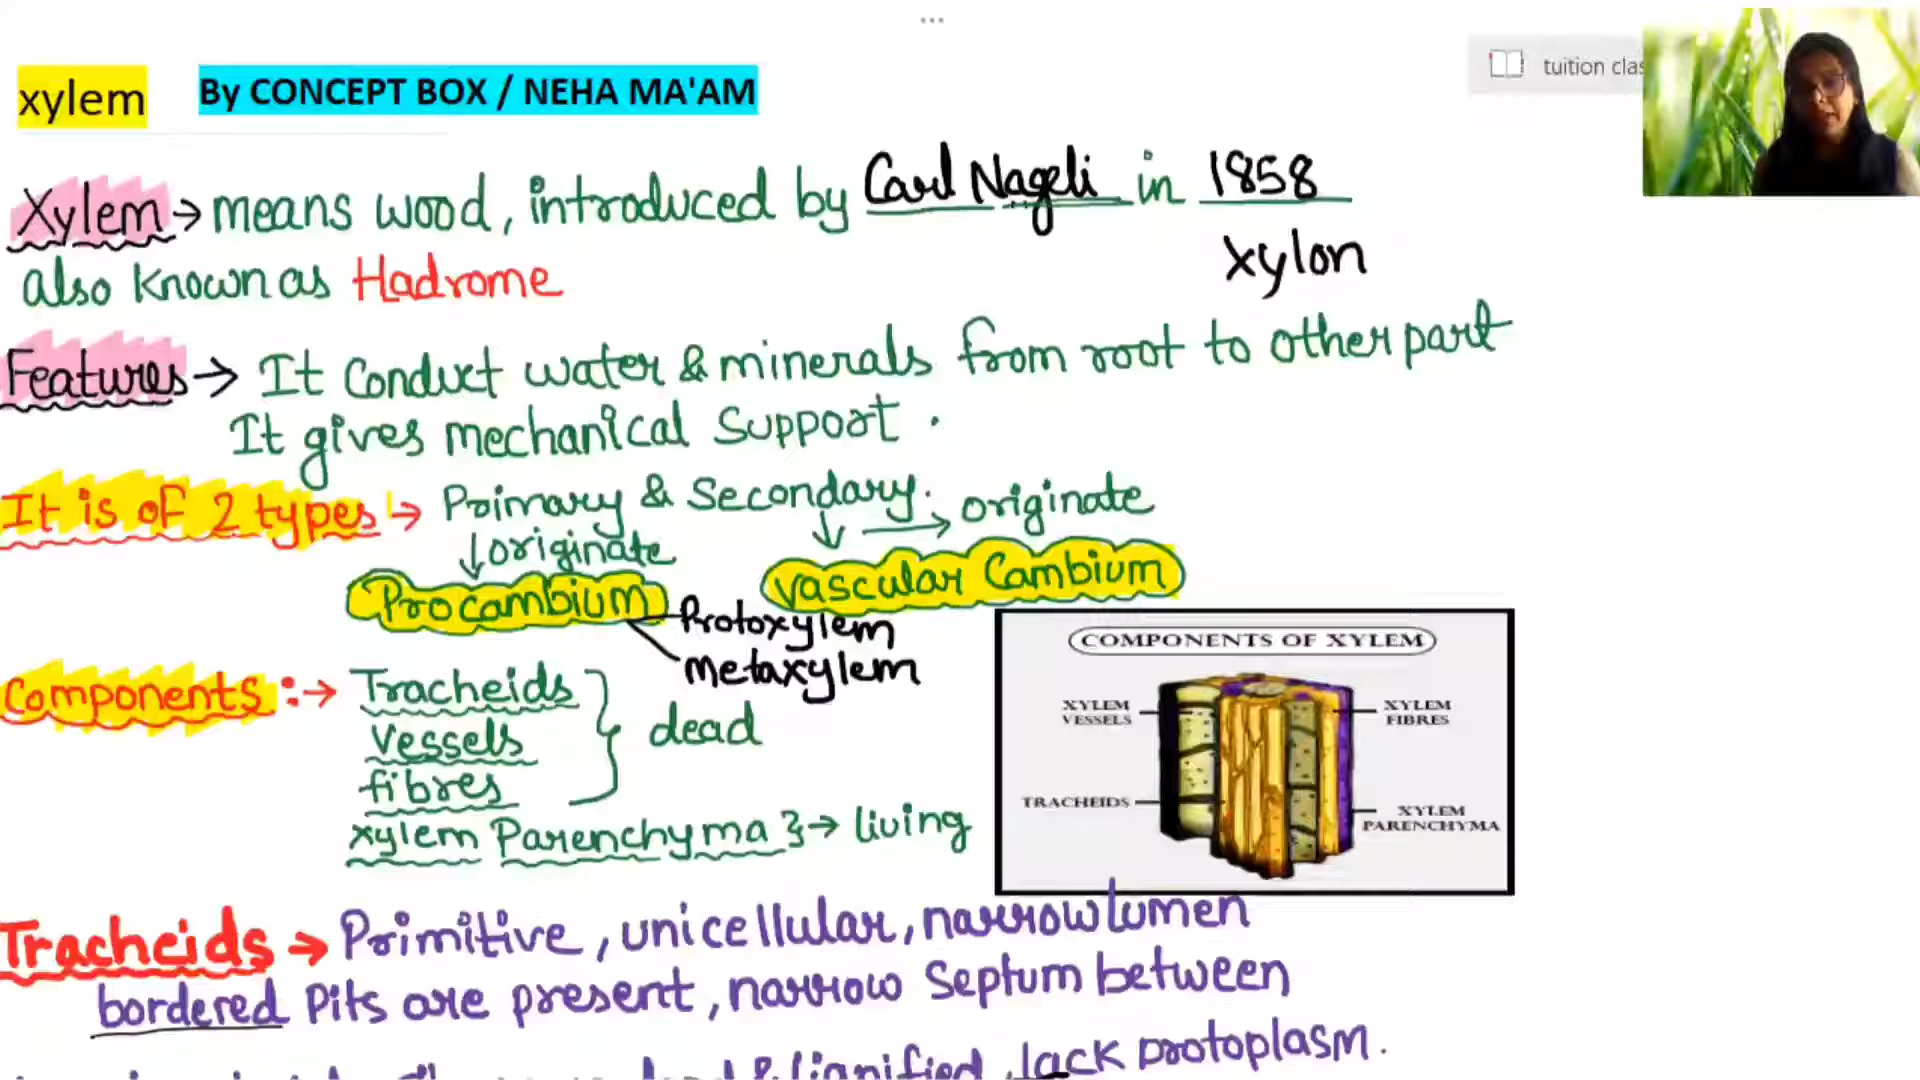 xylem By CONCEPT BOX / NEHA MA'AM
tuition clas
Xylem → means wood, introduced by Carl Nageli in 1858
xylon
also known as Hadrome
Features → It conduct water & minerals from root to other part
It gives mechanical support .
It is of 2 types → Primary & Secondary. → originate
↓ originate ↓
Procambium vascular Cambium
Protoxylem
metaxylem
Components :→ Tracheids
vessels
fibres
} dead
xylem Parenchyma } → living
COMPONENTS OF XYLEM
XYLEM VESSELS
XYLEM FIBRES
TRACHEIDS
XYLEM PARENCHYMA
Tracheids → Primitive, unicellular, narrow lumen
bordered pits are present, narrow septum between
& lignified, lack protoplasm.